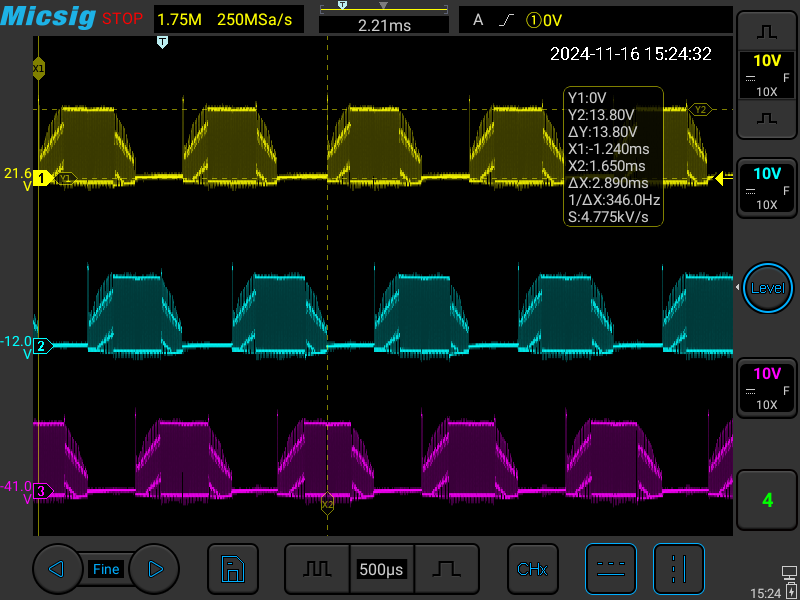 Micsig STOP 1.75M 250MSa/s T 2.21ms A ①0V
T
2024-11-16 15:24:32
X1
10V
F
10X
Y1:0V
Y2:13.80V
ΔY:13.80V
X1:-1.240ms
X2:1.650ms
ΔX:2.890ms
1/ΔX:346.0Hz
S:4.775kV/s
Y2
21.6
V
1
Y1
10V
F
10X
Level
-12.0
V
2
10V
F
10X
-41.0
V
3
X2
4
Fine
500µs
CHx
15:24